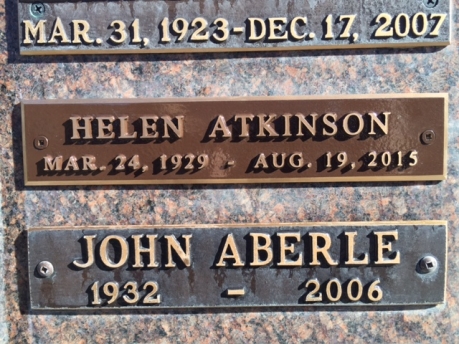 MAR. 31, 1923-DEC. 17, 2007
HELEN ATKINSON
MAR. 24, 1929 - AUG. 19, 2015
JOHN ABERLE
1932 - 2006